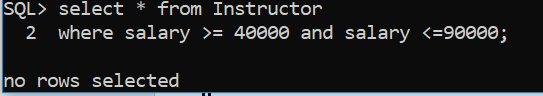 SQL> select * from Instructor
2 where salary >= 40000 and salary <=90000;
no rows selected